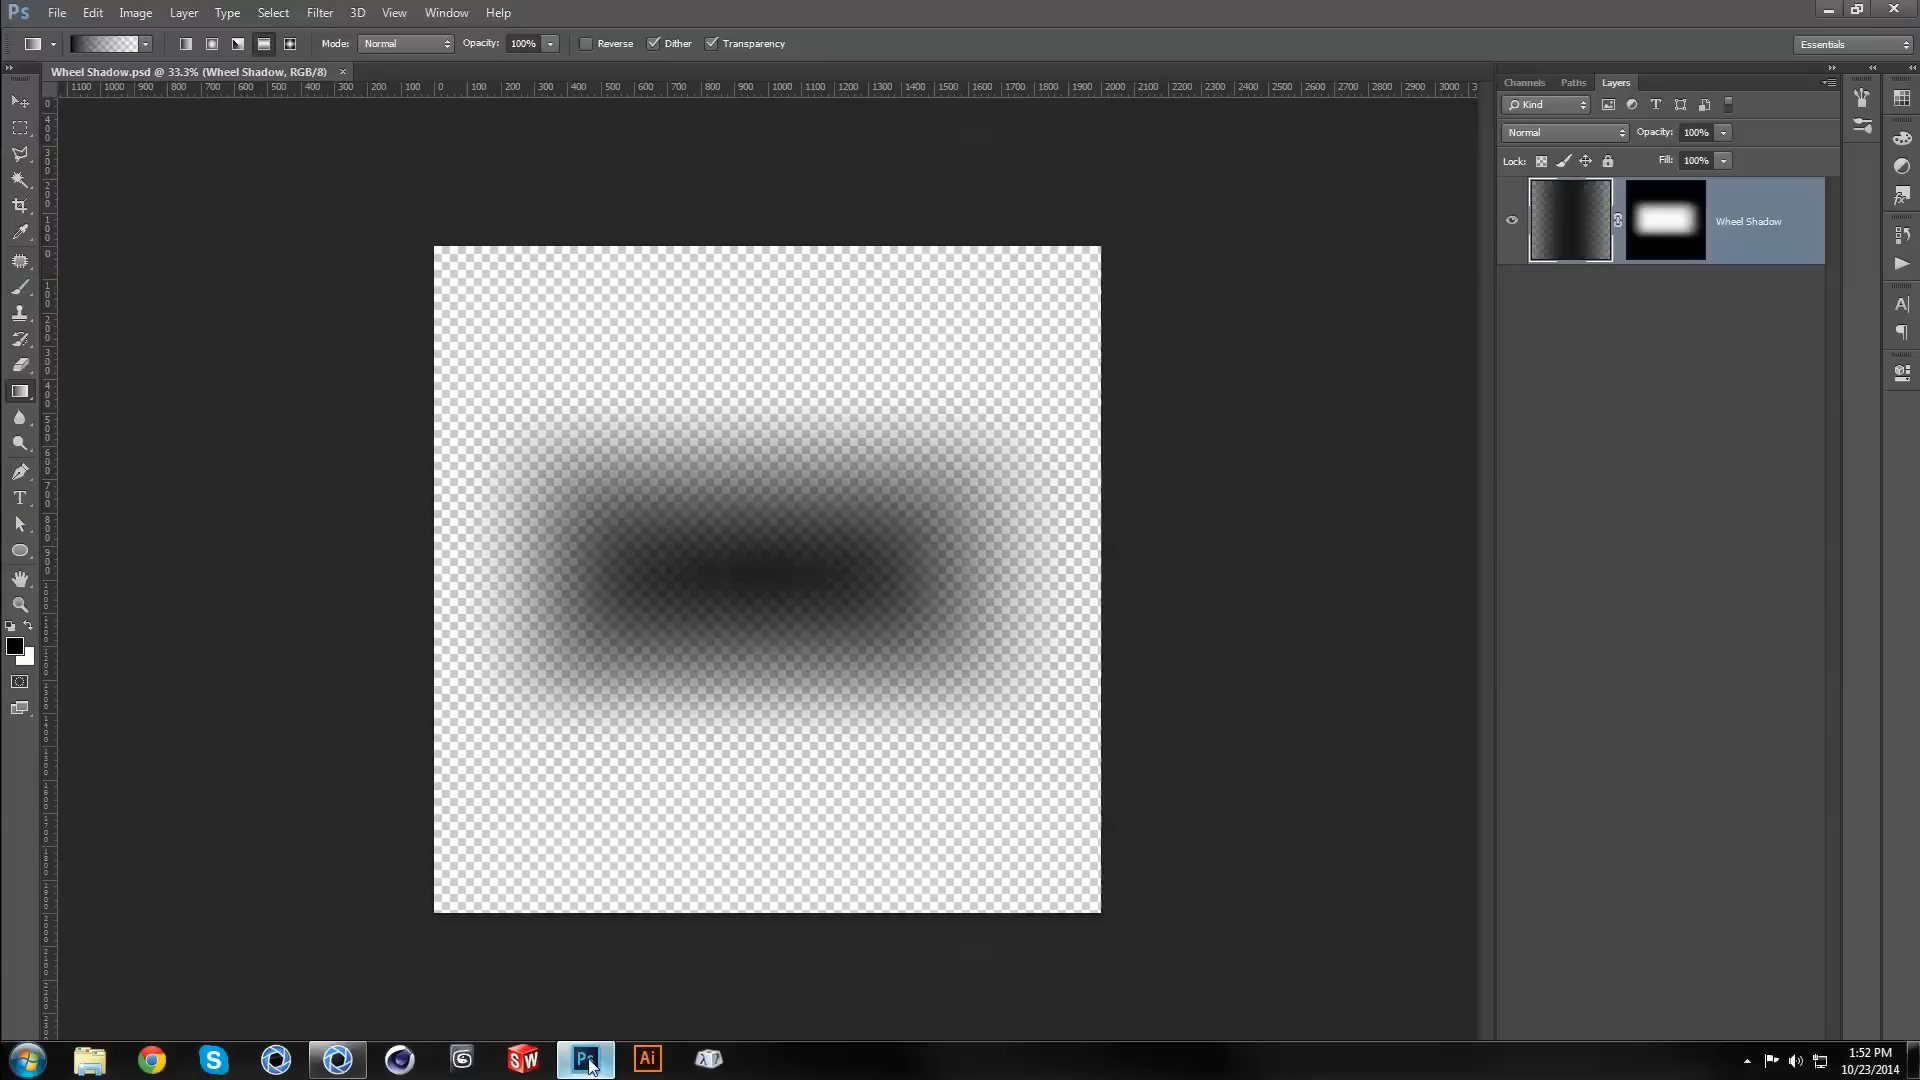 Ps File Edit Image Layer Type Select Filter 3D View Window Help
Mode: Normal Opacity: 100% Reverse Dither Transparency Essentials
Wheel Shadow.psd @ 33.3% (Wheel Shadow, RGB/8) ×
1100 1000 900 800 700 600 500 400 300 200 100 0 100 200 300 400 500 600 700 800 900 1000 1100 1200 1300 1400 1500 1600 1700 1800 1900 2000 2100 2200 2300 2400 2500 2600 2700 2800 2900 3000
Channels Paths Layers
Kind
Normal Opacity: 100%
Lock: Fill: 100%
Wheel Shadow
SW Ps Ai
1:52 PM
10/23/2014